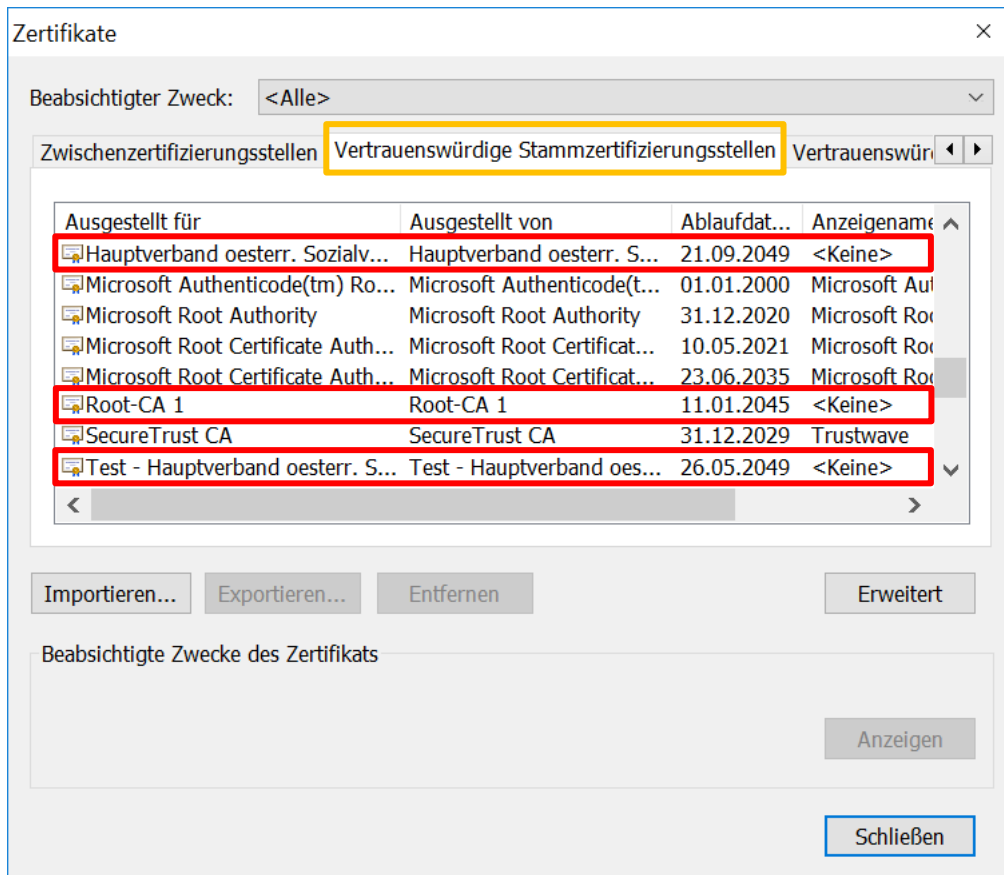 Zertifikate
Beabsichtigter Zweck: <Alle>
Zwischenzertifizierungsstellen Vertrauenswürdige Stammzertifizierungsstellen Vertrauenswür
Ausgestellt für Ausgestellt von Ablaufdat... Anzeigename
Hauptverband oesterr. Sozialv... Hauptverband oesterr. S... 21.09.2049 <Keine>
Microsoft Authenticode(tm) Ro... Microsoft Authenticode(t... 01.01.2000 Microsoft Aut
Microsoft Root Authority Microsoft Root Authority 31.12.2020 Microsoft Roo
Microsoft Root Certificate Auth... Microsoft Root Certificat... 10.05.2021 Microsoft Roo
Microsoft Root Certificate Auth... Microsoft Root Certificat... 23.06.2035 Microsoft Roo
Root-CA 1 Root-CA 1 11.01.2045 <Keine>
SecureTrust CA SecureTrust CA 31.12.2029 Trustwave
Test - Hauptverband oesterr. S... Test - Hauptverband oes... 26.05.2049 <Keine>
Importieren... Exportieren... Entfernen Erweitert
Beabsichtigte Zwecke des Zertifikats
Anzeigen
Schließen